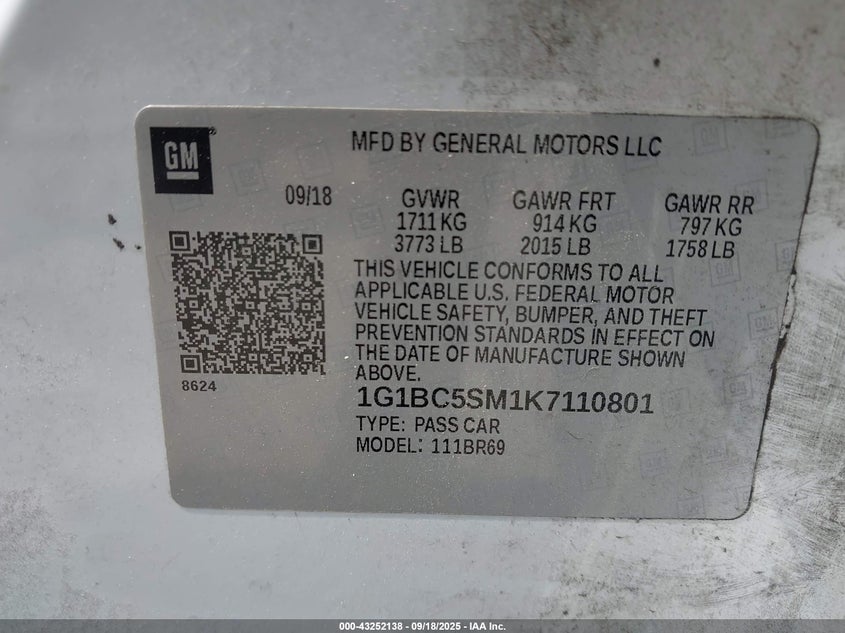 GM
MFD BY GENERAL MOTORS LLC
09/18 GVWR GAWR FRT GAWR RR
1711 KG 914 KG 797 KG
3773 LB 2015 LB 1758 LB
THIS VEHICLE CONFORMS TO ALL
APPLICABLE U.S. FEDERAL MOTOR
VEHICLE SAFETY, BUMPER, AND THEFT
PREVENTION STANDARDS IN EFFECT ON
THE DATE OF MANUFACTURE SHOWN
ABOVE.
8624
1G1BC5SM1K7110801
TYPE: PASS CAR
MODEL: 111BR69
000-43252138 - 09/18/2025 - IAA Inc.